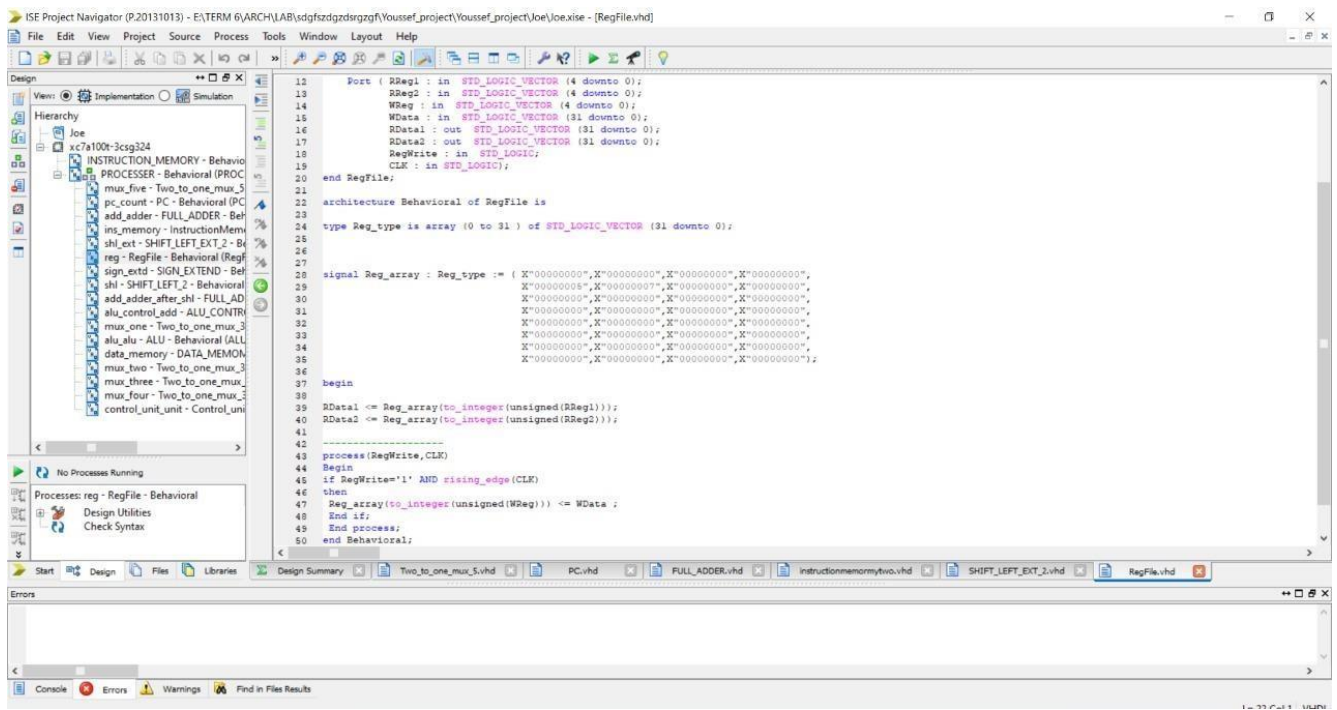 ISE Project Navigator (P.20131013) - E:\TERM 6\ARCH\LAB\sdgfszdgzdsrgzgf\Youssef_project\Youssef_project\Joe\Joe.xise - [RegFile.vhd]
File Edit View Project Source Process Tools Window Layout Help
Design
View: Implementation Simulation
Hierarchy
Joe
xc7a100t-3csg324
INSTRUCTION_MEMORY - Behavio
PROCESSER - Behavioral (PROC
mux_five - Two_to_one_mux_5
pc_count - PC - Behavioral (PC
add_adder - FULL_ADDER - Beh
ins_memory - InstructionMem
shl_ext - SHIFT_LEFT_EXT_2 - Be
reg - RegFile - Behavioral (RegF
sign_extd - SIGN_EXTEND - Beh
shl - SHIFT_LEFT_2 - Behavioral
add_adder_after_shl - FULL_AD
alu_control_add - ALU_CONTR
mux_one - Two_to_one_mux_3
alu_alu - ALU - Behavioral (ALU
data_memory - DATA_MEMO
mux_two - Two_to_one_mux_3
mux_three - Two_to_one_mux_
mux_four - Two_to_one_mux_3
control_unit_unit - Control_uni
No Processes Running
Processes: reg - RegFile - Behavioral
Design Utilities
Check Syntax
Start Design Files Libraries
12 Port ( RReg1 : in STD_LOGIC_VECTOR (4 downto 0);
13 RReg2 : in STD_LOGIC_VECTOR (4 downto 0);
14 WReg : in STD_LOGIC_VECTOR (4 downto 0);
15 WData : in STD_LOGIC_VECTOR (31 downto 0);
16 RData1 : out STD_LOGIC_VECTOR (31 downto 0);
17 RData2 : out STD_LOGIC_VECTOR (31 downto 0);
18 RegWrite : in STD_LOGIC;
19 CLK : in STD_LOGIC);
20 end RegFile;
21
22 architecture Behavioral of RegFile is
23
24 type Reg_type is array (0 to 31 ) of STD_LOGIC_VECTOR (31 downto 0);
25
26
27
28 signal Reg_array : Reg_type := ( X"00000000",X"00000000",X"00000000",X"00000000",
29 X"00000005",X"00000007",X"00000000",X"00000000",
30 X"00000000",X"00000000",X"00000000",X"00000000",
31 X"00000000",X"00000000",X"00000000",X"00000000",
32 X"00000000",X"00000000",X"00000000",X"00000000",
33 X"00000000",X"00000000",X"00000000",X"00000000",
34 X"00000000",X"00000000",X"00000000",X"00000000",
35 X"00000000",X"00000000",X"00000000",X"00000000");
36
37 begin
38
39 RData1 <= Reg_array(to_integer(unsigned(RReg1)));
40 RData2 <= Reg_array(to_integer(unsigned(RReg2)));
41
42 --------------------
43 process(RegWrite,CLK)
44 Begin
45 if RegWrite='1' AND rising_edge(CLK)
46 then
47 Reg_array(to_integer(unsigned(WReg))) <= WData ;
48 End if;
49 End process;
50 end Behavioral;
Design Summary Two_to_one_mux_5.vhd PC.vhd FULL_ADDER.vhd instructionmemormytwo.vhd SHIFT_LEFT_EXT_2.vhd RegFile.vhd
Errors
Console Errors Warnings Find in Files Results
Ln 22 Col 1 VHDL